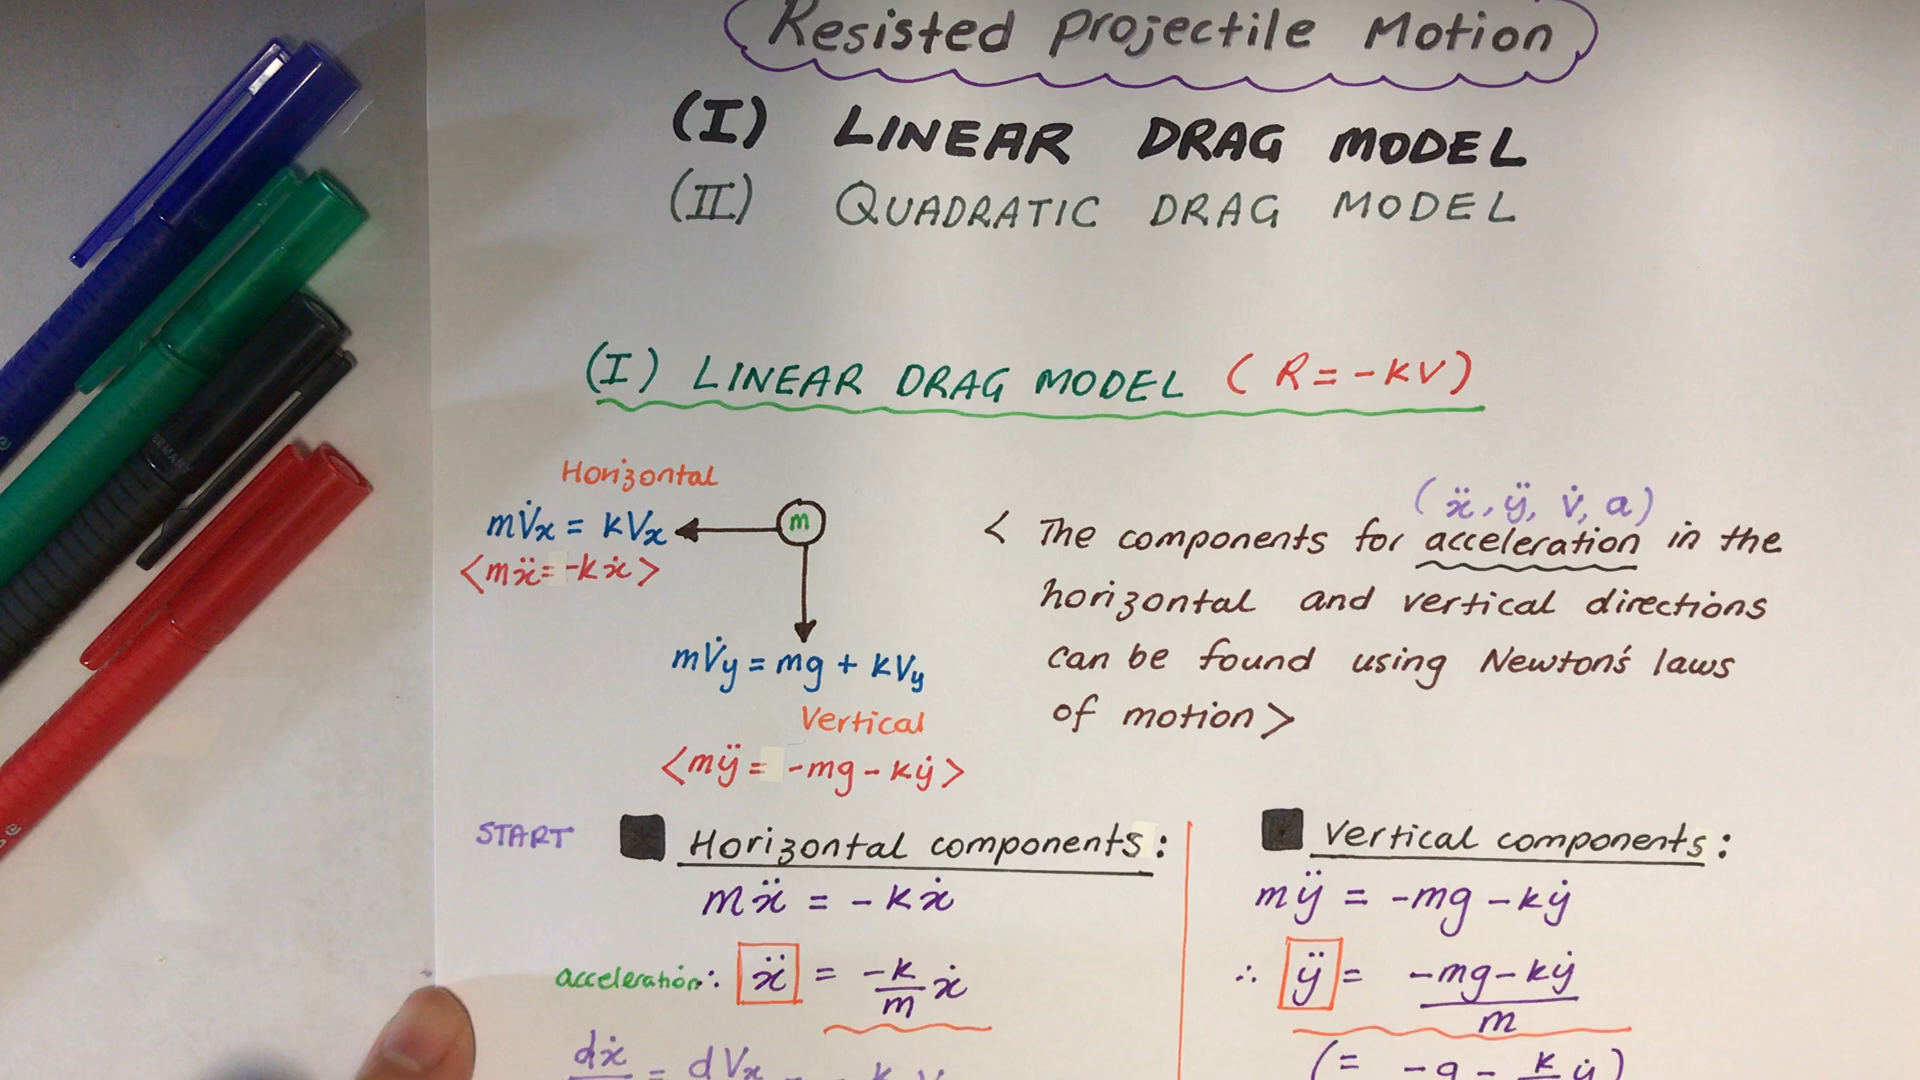 Resisted Projectile Motion
(I) LINEAR DRAG MODEL
(II) QUADRATIC DRAG MODEL
(I) LINEAR DRAG MODEL (R = -kv)
Horizontal
mV̇x = kVx
<mẍ = -kẋ>
m
mV̇y = mg + kVy
Vertical
<mÿ = -mg - kẏ>
(ẍ, ÿ, v̇, a)
< The components for acceleration in the
horizontal and vertical directions
can be found using Newton's laws
of motion>
START
Horizontal components:
mẍ = -kẋ
acceleration: ẍ = -k/m ẋ
dẋ = dVx
Vertical components:
mÿ = -mg - kẏ
∴ ÿ = -mg - kẏ
m
(= -g - k ẏ)